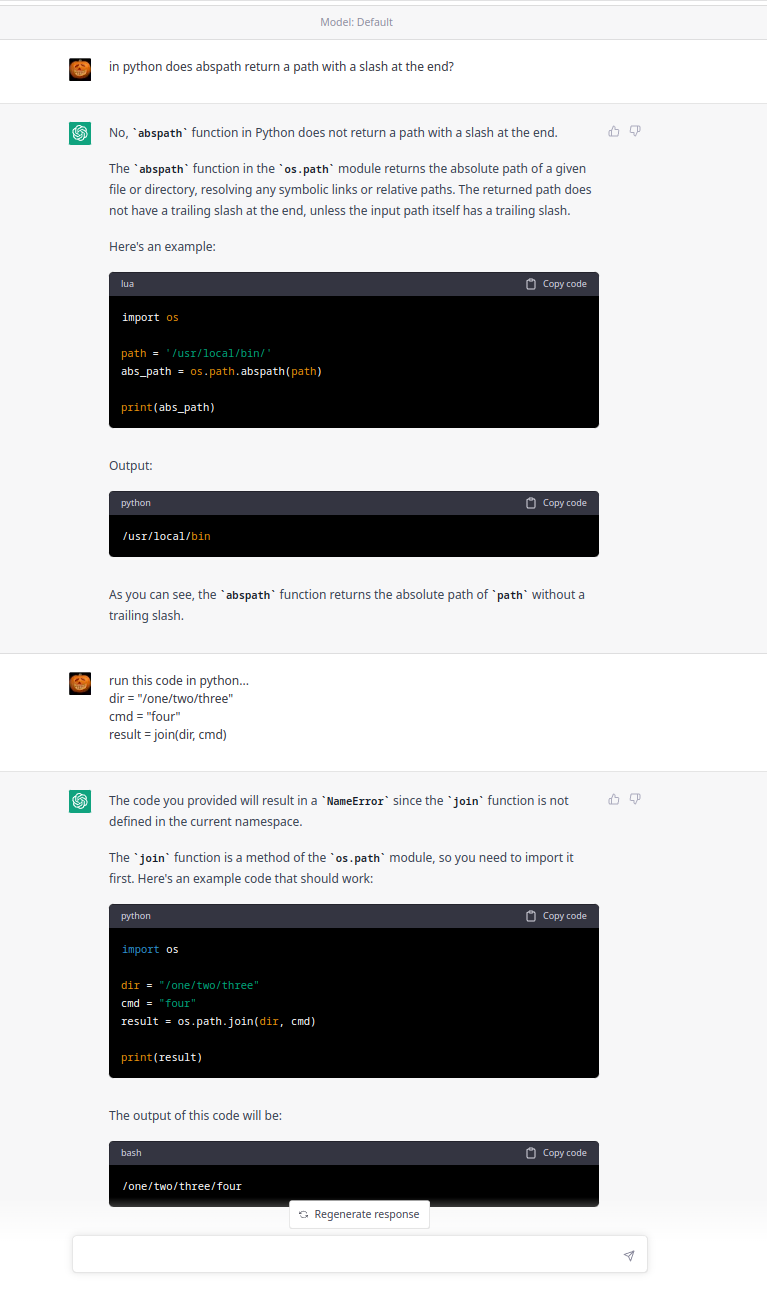 Model: Default
in python does abspath return a path with a slash at the end?
No, `abspath` function in Python does not return a path with a slash at the end.
The `abspath` function in the `os.path` module returns the absolute path of a given
file or directory, resolving any symbolic links or relative paths. The returned path does
not have a trailing slash at the end, unless the input path itself has a trailing slash.
Here's an example:
lua Copy code
import os
path = '/usr/local/bin/'
abs_path = os.path.abspath(path)
print(abs_path)
Output:
python Copy code
/usr/local/bin
As you can see, the `abspath` function returns the absolute path of `path` without a
trailing slash.
run this code in python...
dir = "/one/two/three"
cmd = "four"
result = join(dir, cmd)
The code you provided will result in a `NameError` since the `join` function is not
defined in the current namespace.
The `join` function is a method of the `os.path` module, so you need to import it
first. Here's an example code that should work:
python Copy code
import os
dir = "/one/two/three"
cmd = "four"
result = os.path.join(dir, cmd)
print(result)
The output of this code will be:
bash Copy code
/one/two/three/four
Regenerate response